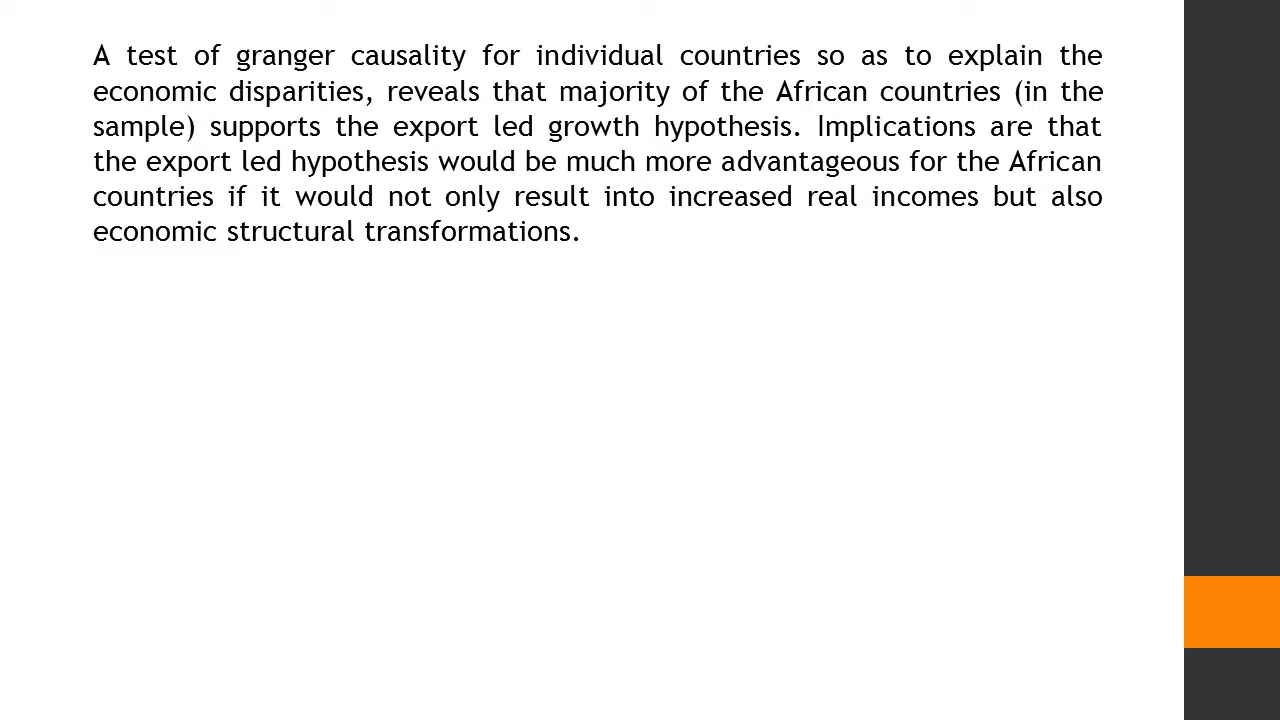 A test of granger causality for individual countries so as to explain the
economic disparities, reveals that majority of the African countries (in the
sample) supports the export led growth hypothesis. Implications are that
the export led hypothesis would be much more advantageous for the African
countries if it would not only result into increased real incomes but also
economic structural transformations.